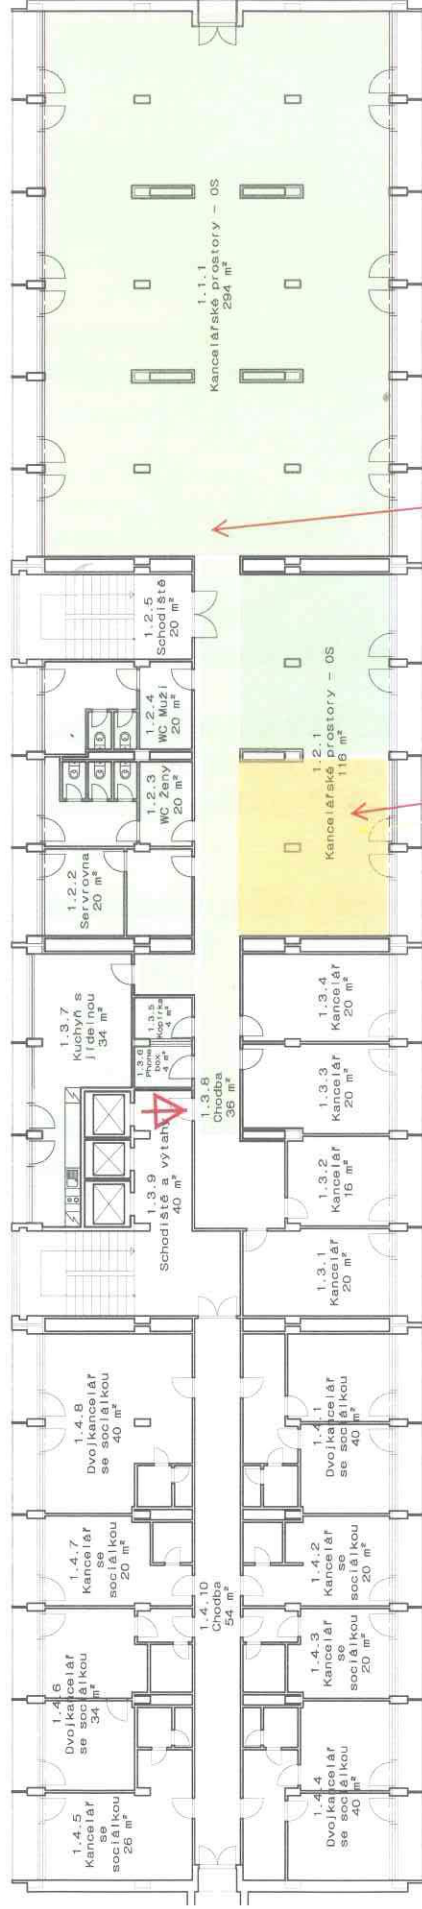 1.1.1
Kancelářské prostory - OS
294 m²
1.2.5
Schodiště
20 m²
1.2.4
WC Muži
20 m²
1.2.3
WC Ženy
20 m²
1.2.2
Servrovna
20 m²
1.2.1
Kancelářské prostory - OS
116 m²
1.3.7
Kuchyň s
jídelnou
34 m²
1.3.5
Kopírka
4 m²
1.3.6
Phone
box
4 m²
1.3.8
Chodba
36 m²
1.3.9
Schodiště a výtahy
40 m²
1.3.4
Kancelář
20 m²
1.3.3
Kancelář
20 m²
1.3.2
Kancelář
16 m²
1.3.1
Kancelář
20 m²
1.4.8
Dvojkancelář
se sociálkou
40 m²
1.4.1
Dvojkancelář
se sociálkou
40 m²
1.4.7
Kancelář
se
sociálkou
20 m²
1.4.2
Kancelář
se
sociálkou
20 m²
1.4.10
Chodba
54 m²
1.4.6
Dvojkancelář
se sociálkou
34 m²
1.4.3
Kancelář
se
sociálkou
20 m²
1.4.5
Kancelář
se
sociálkou
26 m²
1.4.4
Dvojkancelář
se sociálkou
40 m²